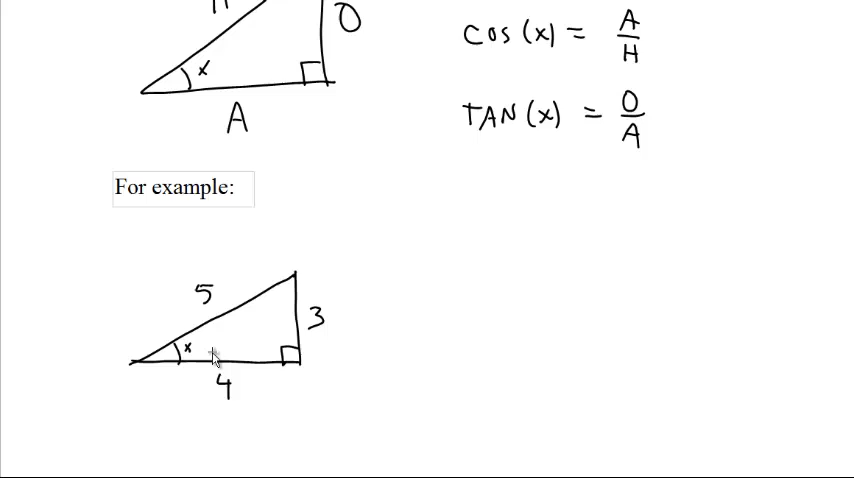 H
O
x
A
cos (x) = A/H
TAN (x) = O/A
For example:
5
3
x
4